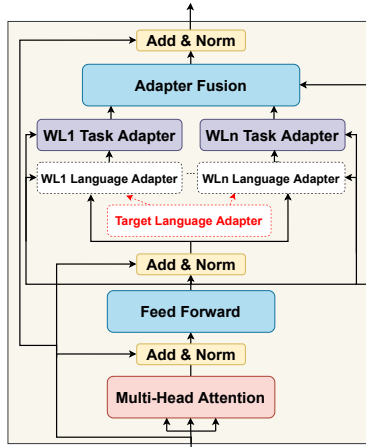 Add & Norm
Adapter Fusion
WL1 Task Adapter
WLn Task Adapter
WL1 Language Adapter
WLn Language Adapter
Target Language Adapter
Add & Norm
Feed Forward
Add & Norm
Multi-Head Attention